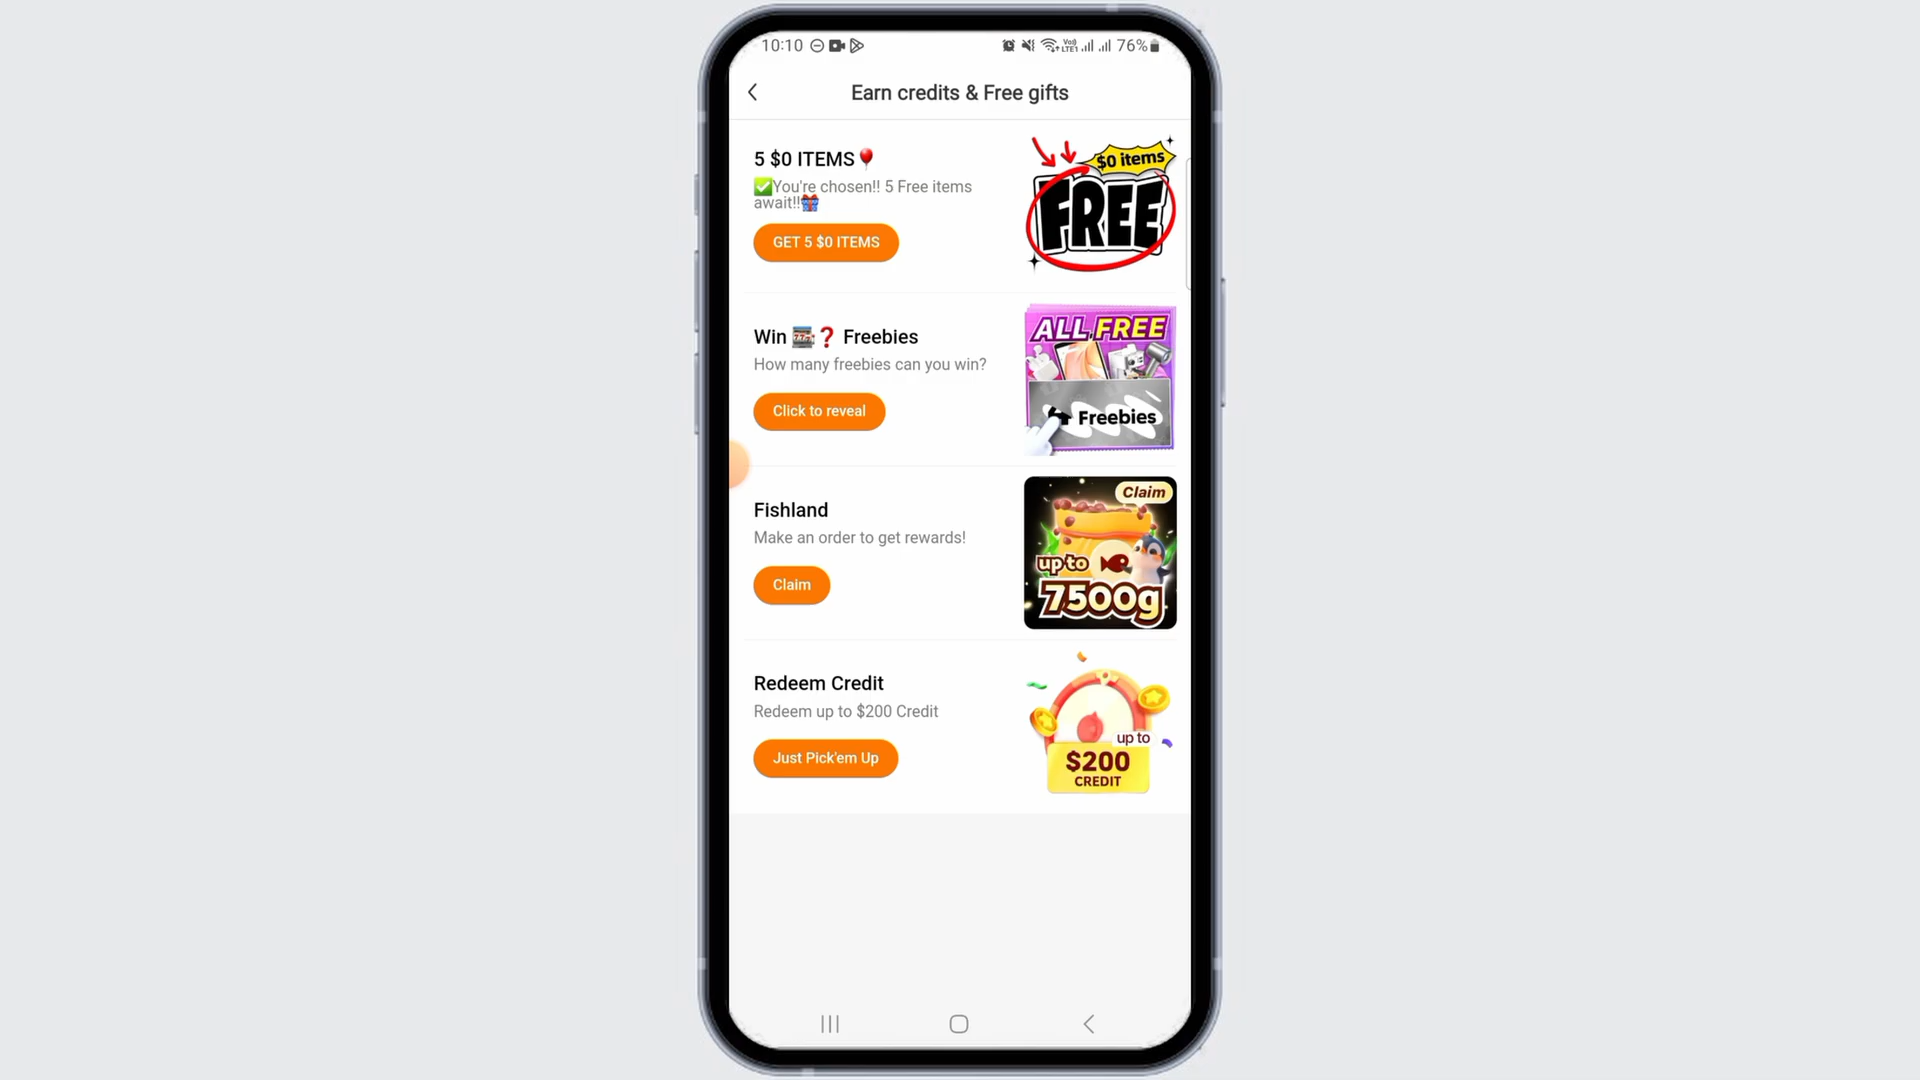 10:10
Vo))
LTE1
76%
Earn credits & Free gifts
5 $0 ITEMS🎈
✅You're chosen!! 5 Free items
await!!🎁
GET 5 $0 ITEMS
$0 items
FREE
Win 🎰❓ Freebies
How many freebies can you win?
Click to reveal
ALL FREE
Freebies
Fishland
Make an order to get rewards!
Claim
Claim
up to
7500g
Redeem Credit
Redeem up to $200 Credit
Just Pick'em Up
up to
$200
CREDIT